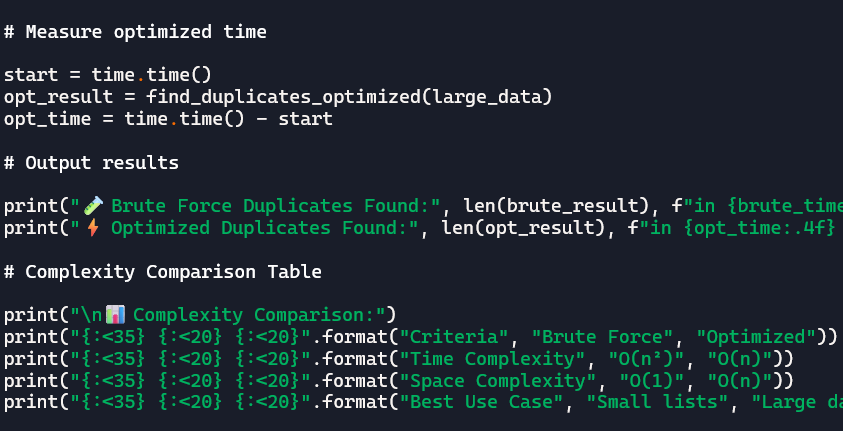 # Measure optimized time
start = time.time()
opt_result = find_duplicates_optimized(large_data)
opt_time = time.time() - start
# Output results
print("🧪 Brute Force Duplicates Found:", len(brute_result), f"in {brute_time
print("⚡ Optimized Duplicates Found:", len(opt_result), f"in {opt_time:.4f}
# Complexity Comparison Table
print("\n📊 Complexity Comparison:")
print("{:<35} {:<20} {:<20}".format("Criteria", "Brute Force", "Optimized"))
print("{:<35} {:<20} {:<20}".format("Time Complexity", "O(n²)", "O(n)"))
print("{:<35} {:<20} {:<20}".format("Space Complexity", "O(1)", "O(n)"))
print("{:<35} {:<20} {:<20}".format("Best Use Case", "Small lists", "Large da